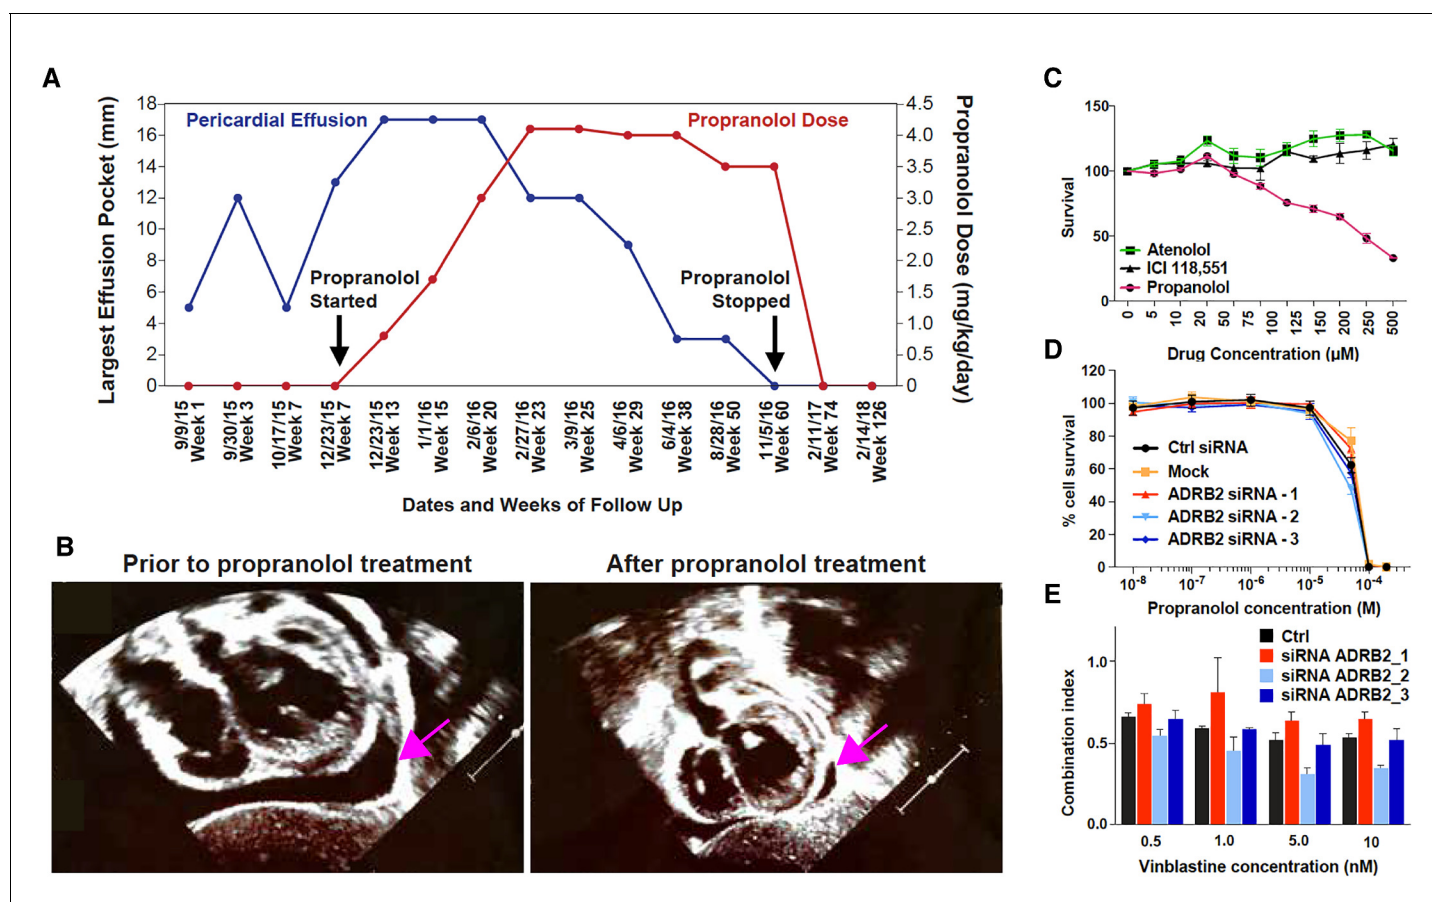 A
Largest Effusion Pocket (mm)
18
16
14
12
10
8
6
4
2
0
Pericardial Effusion
Propranolol Dose
Propranolol
Started
Propranolol
Stopped
4.5
4.0
3.5
3.0
2.5
2.0
1.5
1.0
0.5
0
Propranolol Dose (mg/kg/day)
9/9/15
Week 1
9/30/15
Week 3
10/17/15
Week 7
12/23/15
Week 7
12/23/15
Week 13
1/1/16
Week 15
2/6/16
Week 20
2/27/16
Week 23
3/9/16
Week 25
4/6/16
Week 29
6/4/16
Week 38
8/28/16
Week 50
11/5/16
Week 60
2/11/17
Week 74
2/14/18
Week 126
Dates and Weeks of Follow Up
B
Prior to propranolol treatment
After propranolol treatment
C
Survival
150
100
50
0
Atenolol
ICI 118,551
Propanolol
0 5 10 20 50 75 100 125 150 200 250 500
Drug Concentration (µM)
D
% cell survival
120
100
80
60
40
20
0
Ctrl siRNA
Mock
ADRB2 siRNA - 1
ADRB2 siRNA - 2
ADRB2 siRNA - 3
10-8 10-7 10-6 10-5 10-4
Propranolol concentration (M)
E
Combination index
1.0
0.5
0.0
Ctrl
siRNA ADRB2_1
siRNA ADRB2_2
siRNA ADRB2_3
0.5 1.0 5.0 10
Vinblastine concentration (nM)